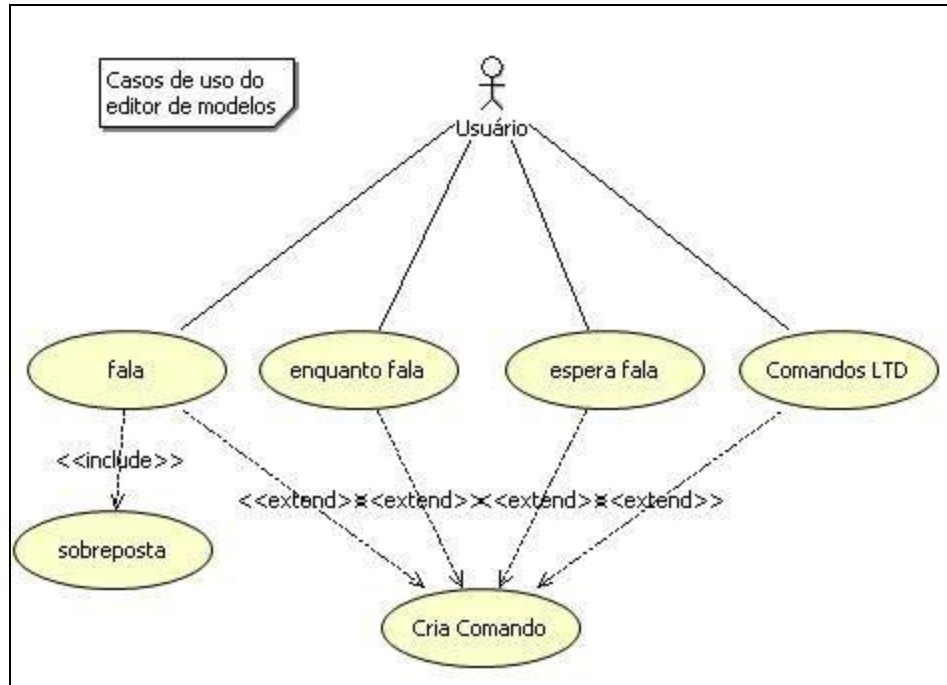 Casos de uso do
editor de modelos
Usuário
fala
enquanto fala
espera fala
Comandos LTD
<<include>>
<<extend>>
<<extend>>
<<extend>>
<<extend>>
sobreposta
Cria Comando